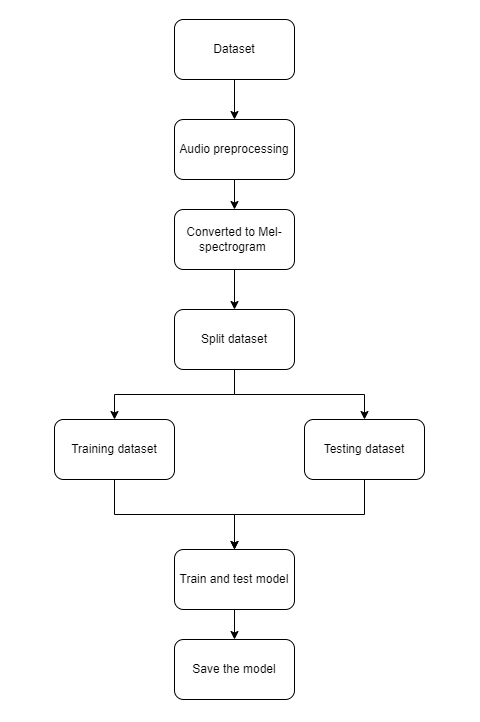 Dataset
Audio preprocessing
Converted to Mel-
spectrogram
Split dataset
Training dataset
Testing dataset
Train and test model
Save the model